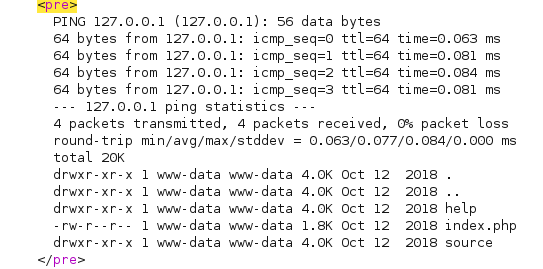 <pre>
PING 127.0.0.1 (127.0.0.1): 56 data bytes
64 bytes from 127.0.0.1: icmp_seq=0 ttl=64 time=0.063 ms
64 bytes from 127.0.0.1: icmp_seq=1 ttl=64 time=0.081 ms
64 bytes from 127.0.0.1: icmp_seq=2 ttl=64 time=0.084 ms
64 bytes from 127.0.0.1: icmp_seq=3 ttl=64 time=0.081 ms
--- 127.0.0.1 ping statistics ---
4 packets transmitted, 4 packets received, 0% packet loss
round-trip min/avg/max/stddev = 0.063/0.077/0.084/0.000 ms
total 20K
drwxr-xr-x 1 www-data www-data 4.0K Oct 12  2018 .
drwxr-xr-x 1 www-data www-data 4.0K Oct 12  2018 ..
drwxr-xr-x 1 www-data www-data 4.0K Oct 12  2018 help
-rw-r--r-- 1 www-data www-data 1.8K Oct 12  2018 index.php
drwxr-xr-x 1 www-data www-data 4.0K Oct 12  2018 source
</pre>